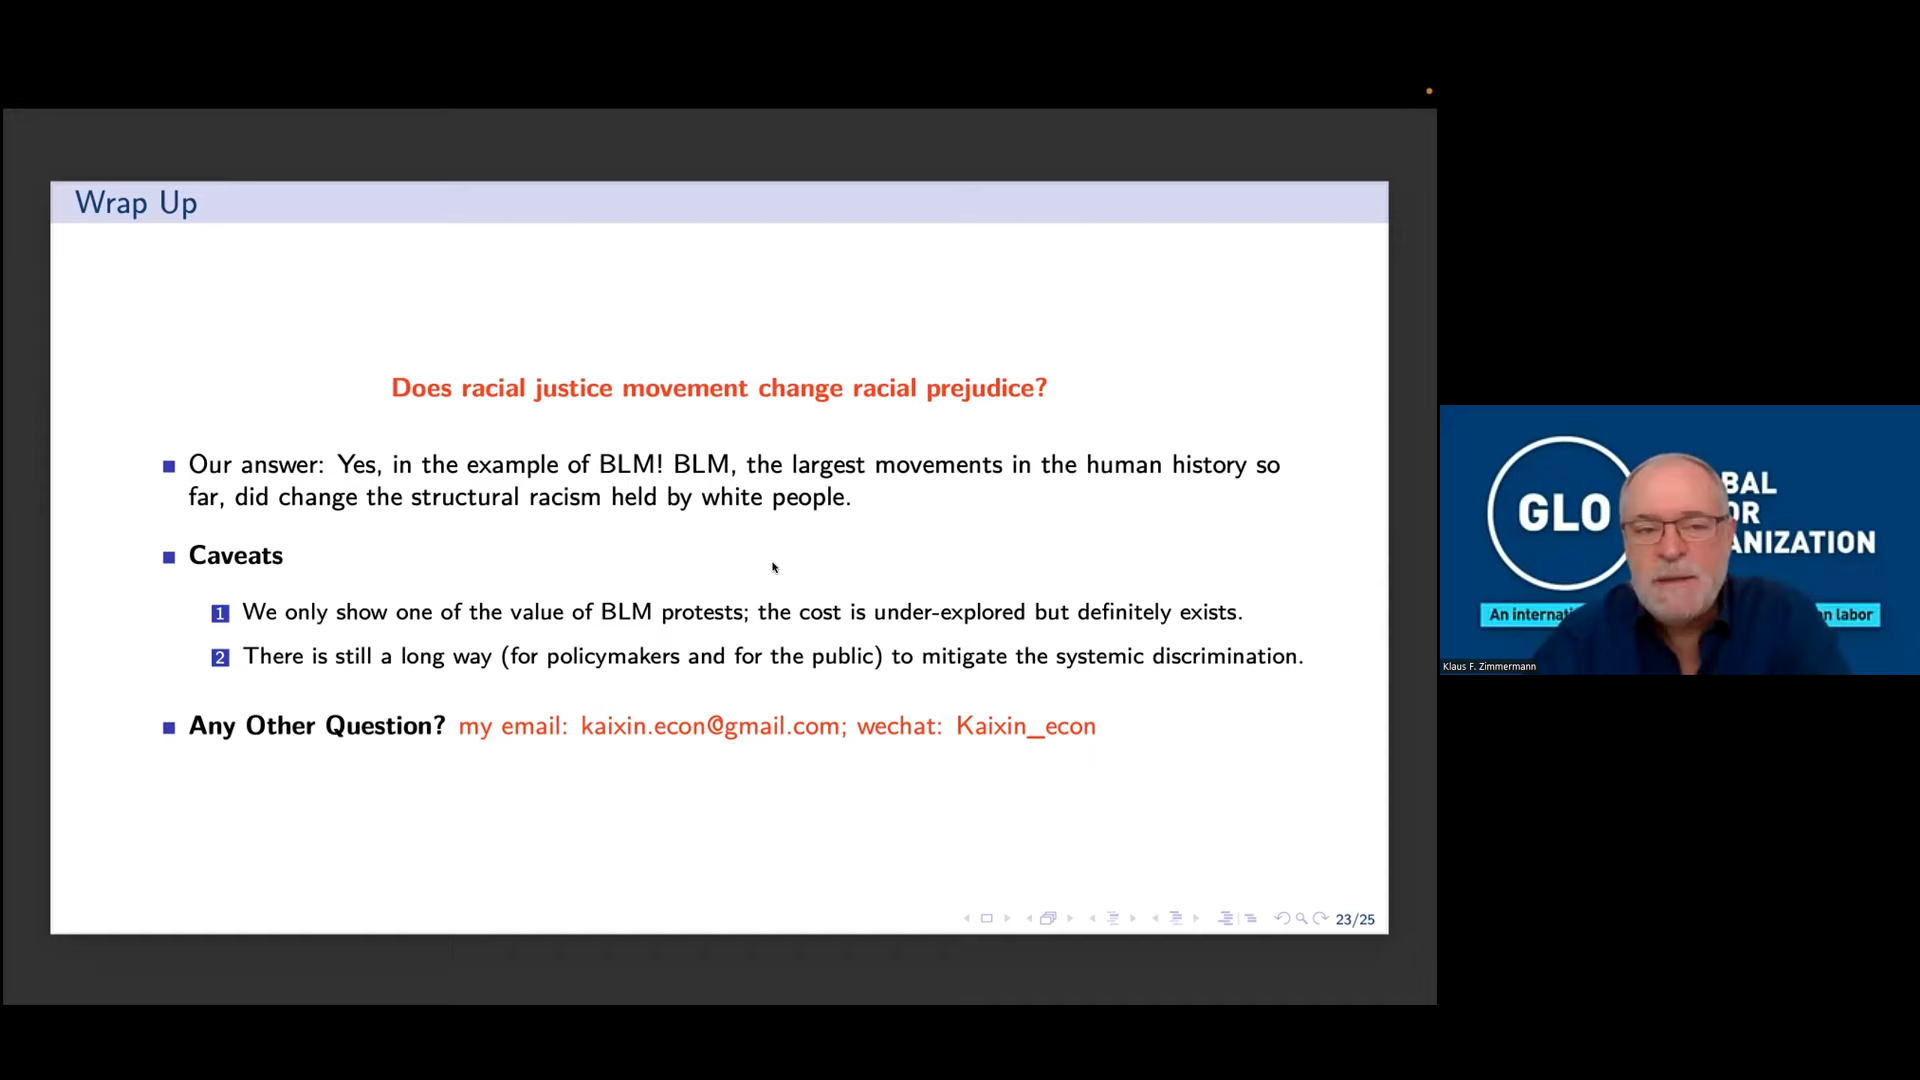 Wrap Up
Does racial justice movement change racial prejudice?
Our answer: Yes, in the example of BLM! BLM, the largest movements in the human history so
far, did change the structural racism held by white people.
Caveats
1 We only show one of the value of BLM protests; the cost is under-explored but definitely exists.
2 There is still a long way (for policymakers and for the public) to mitigate the systemic discrimination.
Any Other Question? my email: kaixin.econ@gmail.com; wechat: Kaixin_econ
23/25
GLO
BAL
OR
ANIZATION
An internati
n labor
Klaus F. Zimmermann